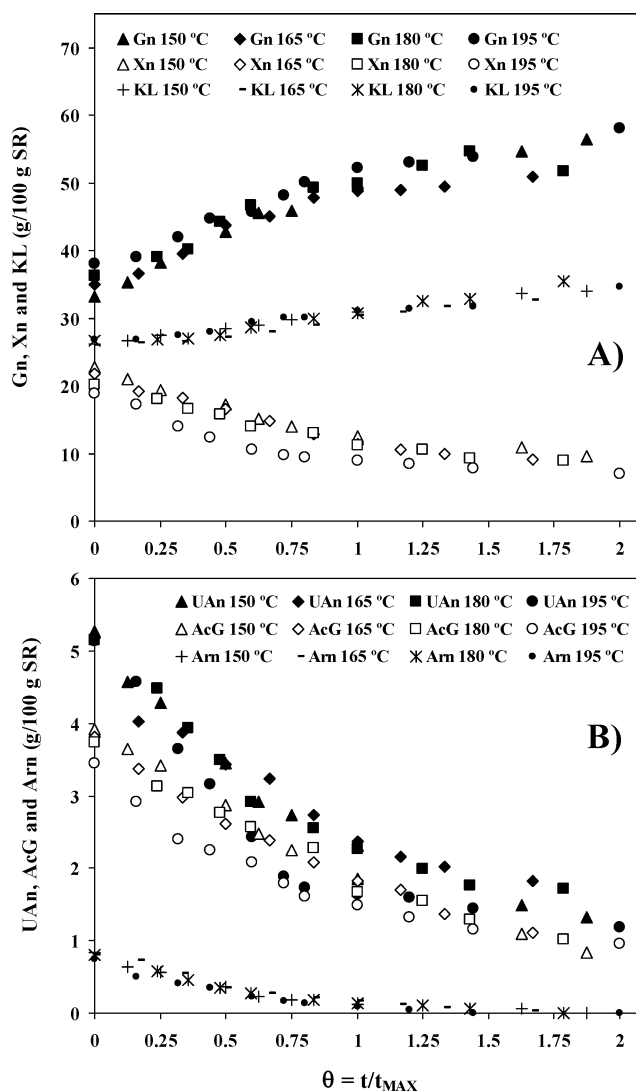 A)
Gn 150 ºC Gn 165 ºC Gn 180 ºC Gn 195 ºC
Xn 150 ºC Xn 165 ºC Xn 180 ºC Xn 195 ºC
KL 150 ºC KL 165 ºC KL 180 ºC KL 195 ºC
Gn, Xn and KL (g/100 g SR)
70
60
50
40
30
20
10
0
0 0.25 0.5 0.75 1 1.25 1.5 1.75 2
B)
UAn 150 ºC UAn 165 ºC UAn 180 ºC UAn 195 ºC
AcG 150 ºC AcG 165 ºC AcG 180 ºC AcG 195 ºC
Arn 150 ºC Arn 165 ºC Arn 180 ºC Arn 195 ºC
UAn, AcG and Arn (g/100 g SR)
6
5
4
3
2
1
0
0 0.25 0.5 0.75 1 1.25 1.5 1.75 2
θ = t/tMAX